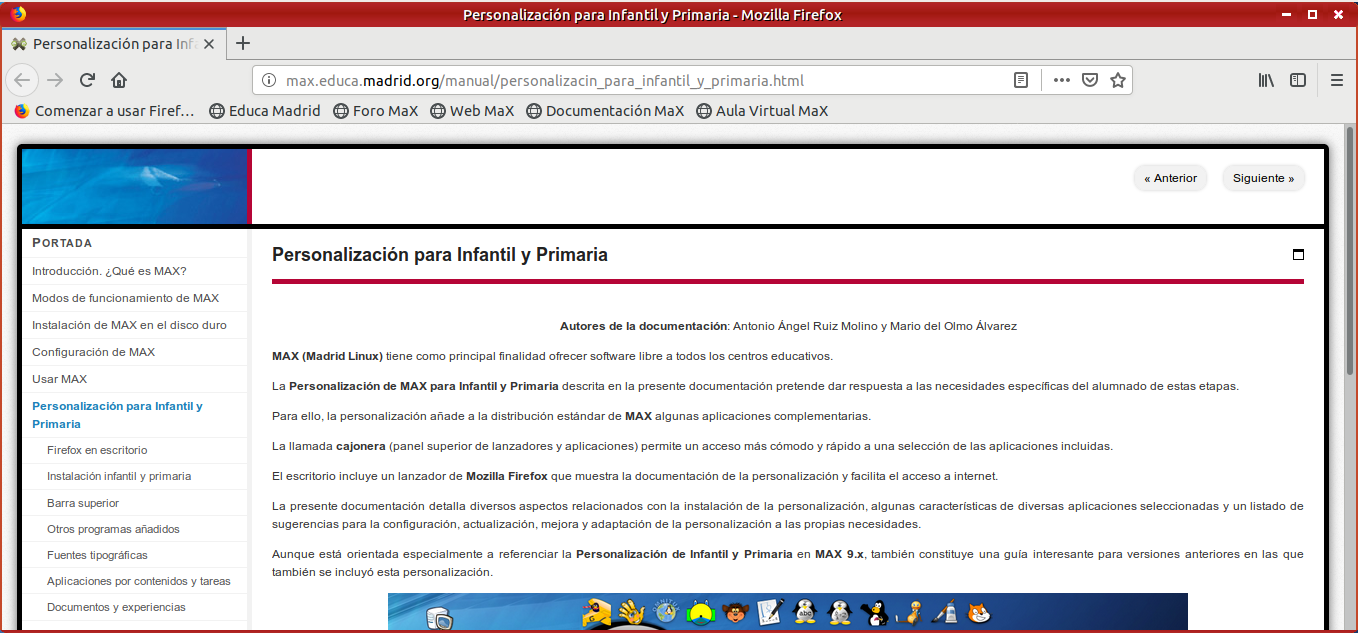 Personalización para Infantil y Primaria - Mozilla Firefox
Personalización para Inf
max.educa.madrid.org/manual/personalizacin_para_infantil_y_primaria.html
Comenzar a usar Firef... Educa Madrid Foro MaX Web MaX Documentación MaX Aula Virtual MaX
« Anterior Siguiente »
PORTADA
Introducción. ¿Qué es MAX?
Modos de funcionamiento de MAX
Instalación de MAX en el disco duro
Configuración de MAX
Usar MAX
Personalización para Infantil y
Primaria
Firefox en escritorio
Instalación infantil y primaria
Barra superior
Otros programas añadidos
Fuentes tipográficas
Aplicaciones por contenidos y tareas
Documentos y experiencias
Personalización para Infantil y Primaria
Autores de la documentación: Antonio Ángel Ruiz Molino y Mario del Olmo Álvarez
MAX (Madrid Linux) tiene como principal finalidad ofrecer software libre a todos los centros educativos.
La Personalización de MAX para Infantil y Primaria descrita en la presente documentación pretende dar respuesta a las necesidades específicas del alumnado de estas etapas.
Para ello, la personalización añade a la distribución estándar de MAX algunas aplicaciones complementarias.
La llamada cajonera (panel superior de lanzadores y aplicaciones) permite un acceso más cómodo y rápido a una selección de las aplicaciones incluidas.
El escritorio incluye un lanzador de Mozilla Firefox que muestra la documentación de la personalización y facilita el acceso a internet.
La presente documentación detalla diversos aspectos relacionados con la instalación de la personalización, algunas características de diversas aplicaciones seleccionadas y un listado de
sugerencias para la configuración, actualización, mejora y adaptación de la personalización a las propias necesidades.
Aunque está orientada especialmente a referenciar la Personalización de Infantil y Primaria en MAX 9.x, también constituye una guía interesante para versiones anteriores en las que
también se incluyó esta personalización.